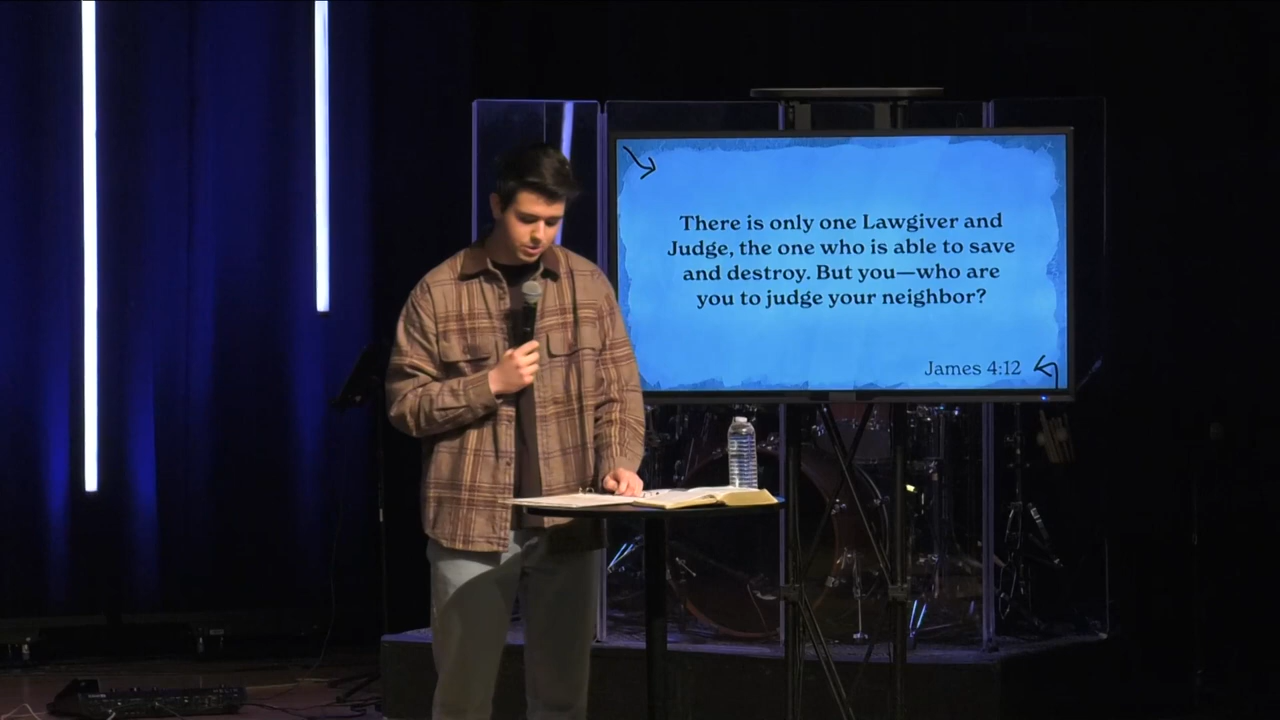 There is only one Lawgiver and
Judge, the one who is able to save
and destroy. But you—who are
you to judge your neighbor?
James 4:12